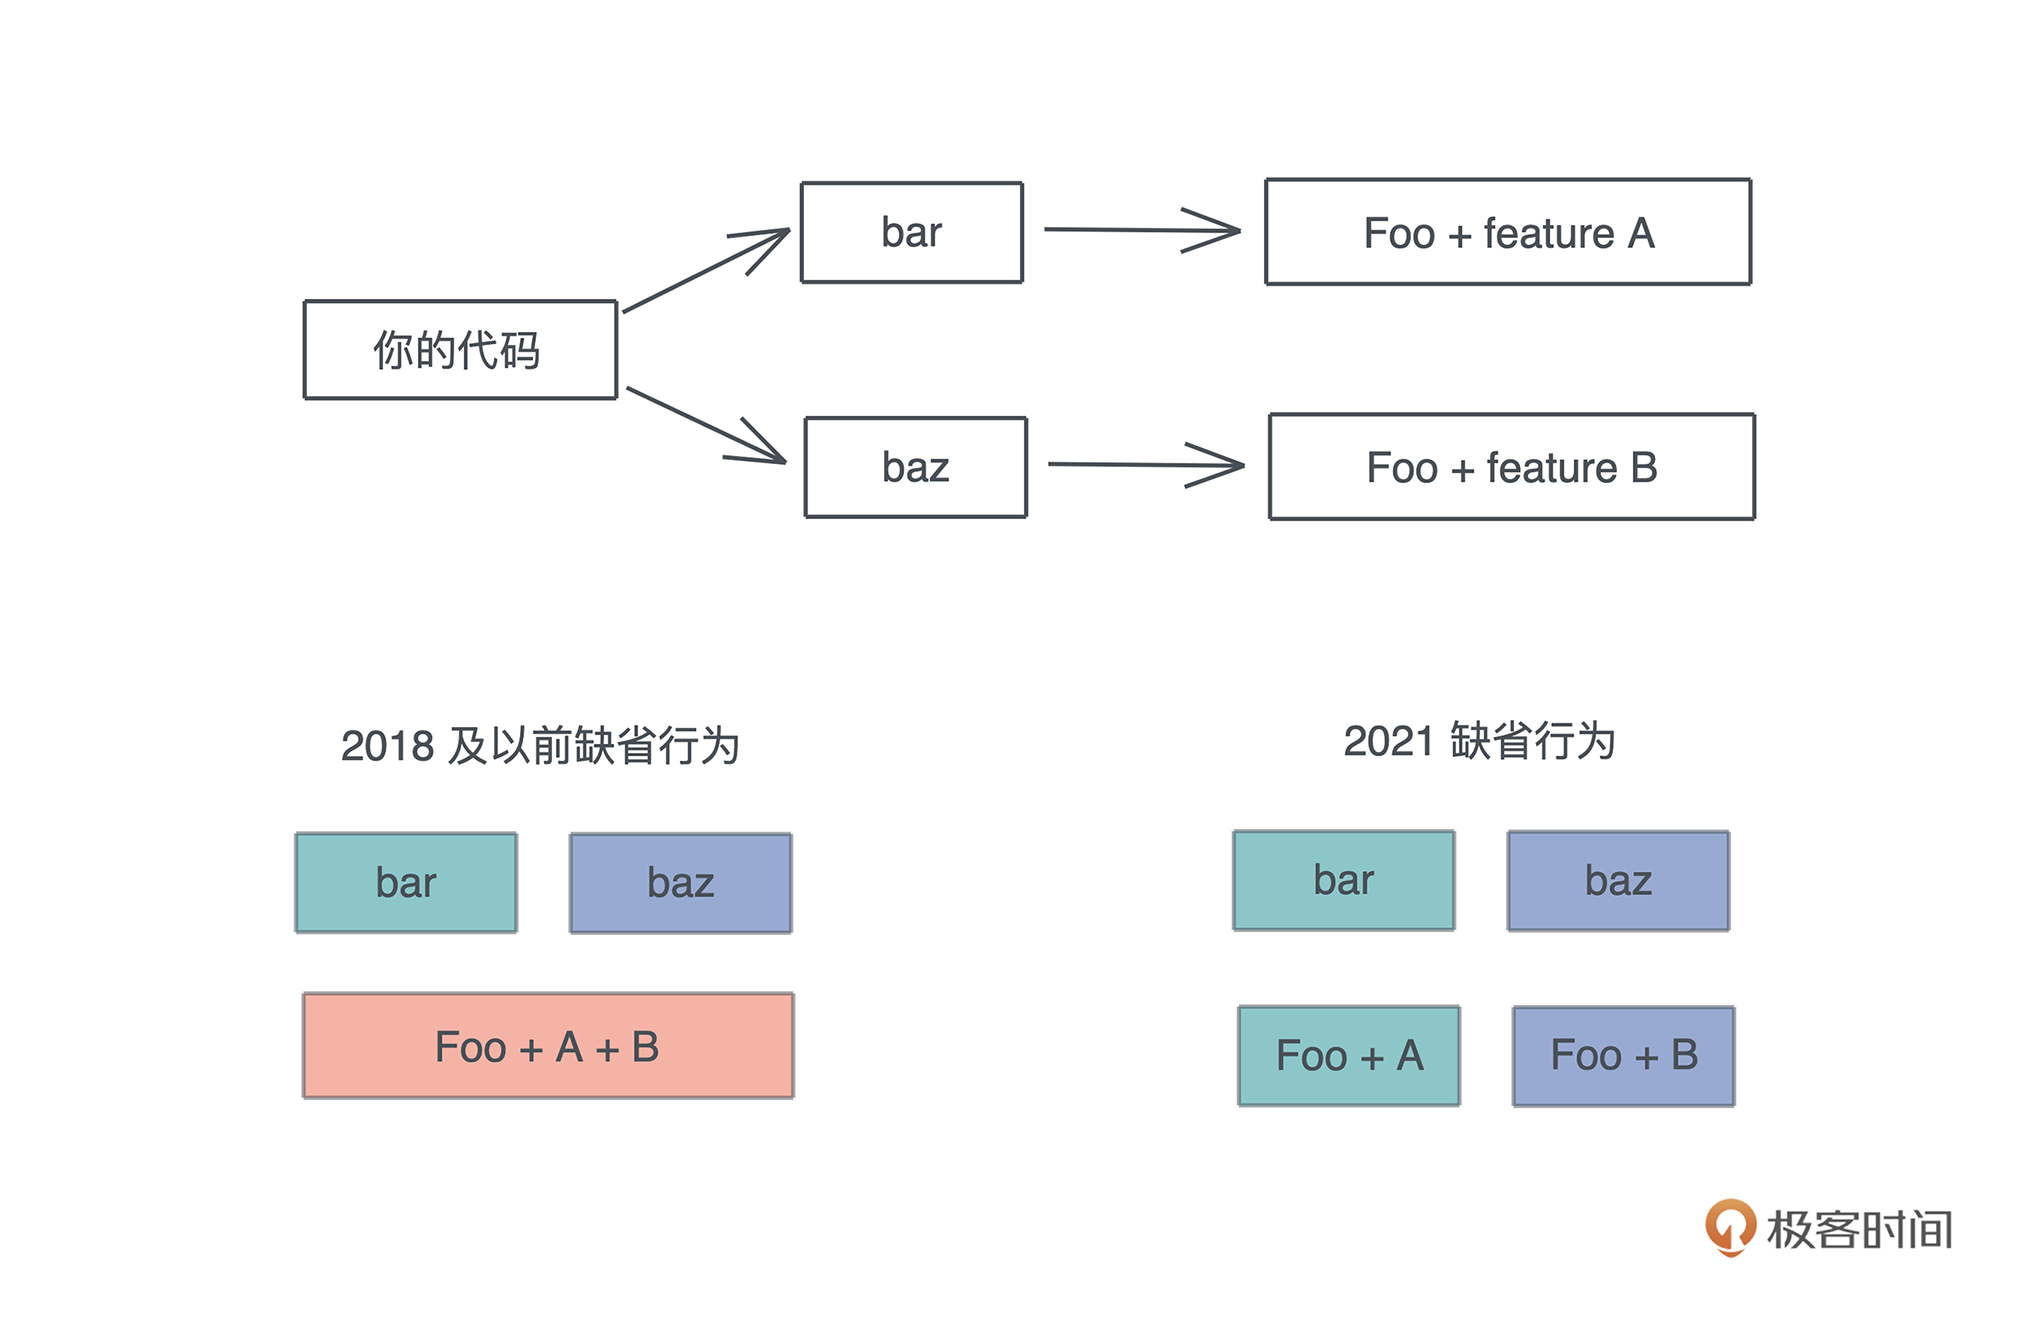 bar
Foo + feature A
你的代码
baz
Foo + feature B
2018 及以前缺省行为
bar
baz
Foo + A + B
2021 缺省行为
bar
baz
Foo + A
Foo + B
极客时间